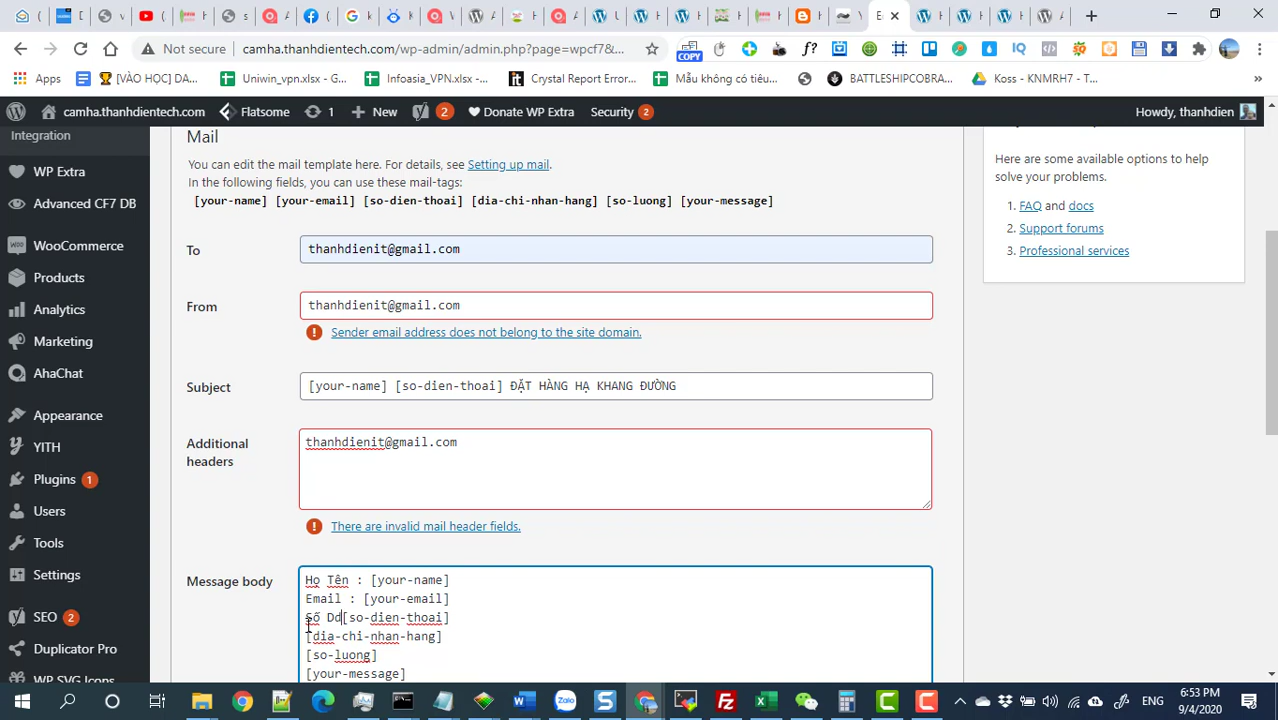 Not secure
camha.thanhdientech.com/wp-admin/admin.php?page=wpcf7&...
COPY
Apps
[VÀO HỌC] DA...
Uniwin_vpn.xlsx - G...
Infoasia_VPN.xlsx -...
Crystal Report Error...
Mẫu không có tiêu...
BATTLESHIPCOBRA...
Koss - KNMRH7 - T...
camha.thanhdientech.com
Flatsome
1
New
2
Donate WP Extra
Security 2
Howdy, thanhdien
Integration
WP Extra
Advanced CF7 DB
WooCommerce
Products
Analytics
Marketing
AhaChat
Appearance
YITH
Plugins 1
Users
Tools
Settings
SEO 2
Duplicator Pro
WP SVG Icons
Mail
You can edit the mail template here. For details, see Setting up mail.
In the following fields, you can use these mail-tags:
[your-name] [your-email] [so-dien-thoai] [dia-chi-nhan-hang] [so-luong] [your-message]
To
thanhdienit@gmail.com
From
thanhdienit@gmail.com
Sender email address does not belong to the site domain.
Subject
[your-name] [so-dien-thoai] ĐẶT HÀNG HẠ KHANG ĐƯỜNG
Additional
headers
thanhdienit@gmail.com
There are invalid mail header fields.
Message body
Họ Tên : [your-name]
Email : [your-email]
Số Dd[so-dien-thoai]
[dia-chi-nhan-hang]
[so-luong]
[your-message]
Here are some available options to help
solve your problems.
1. FAQ and docs
2. Support forums
3. Professional services
ENG
6:53 PM
9/4/2020